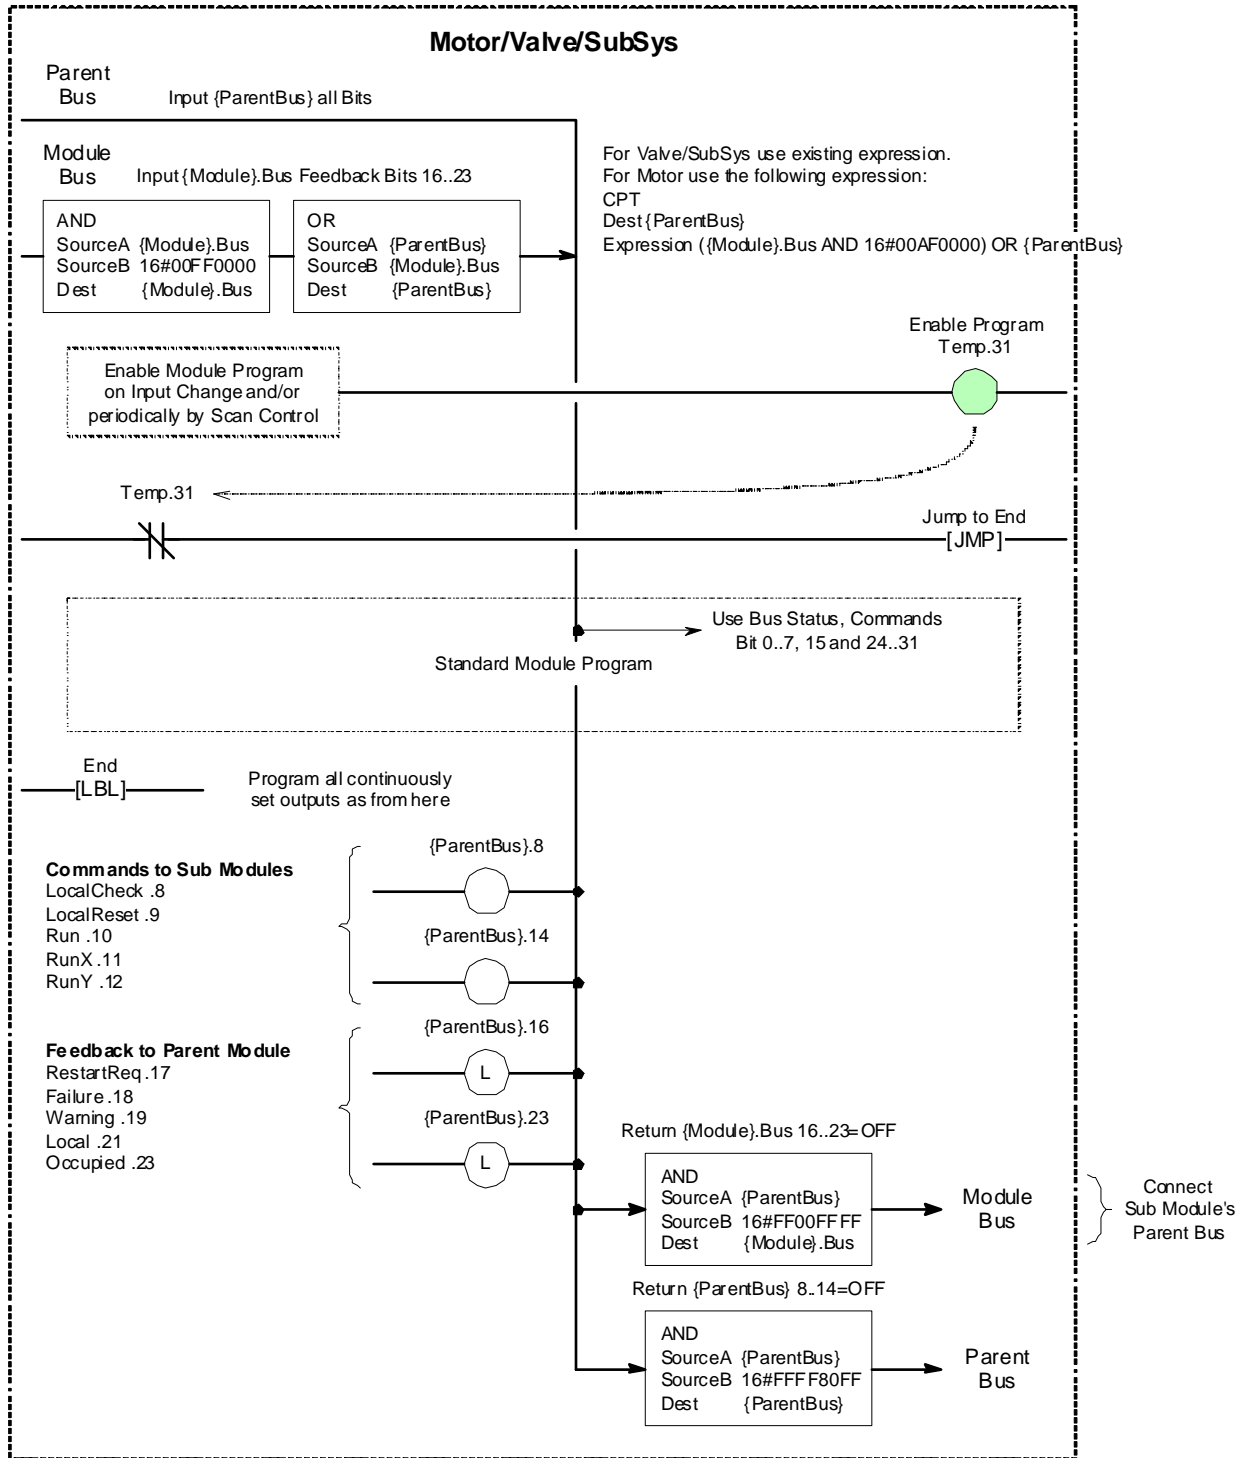 Motor/Valve/SubSys
Parent
Bus
Input {ParentBus} all Bits
Module
Bus
Input {Module}.Bus Feedback Bits 16..23
For Valve/SubSys use existing expression.
For Motor use the following expression:
CPT
Dest {ParentBus}
Expression ({Module}.Bus AND 16#00AF0000) OR {ParentBus}
AND
SourceA {Module}.Bus
SourceB 16#00FF0000
Dest {Module}.Bus
OR
SourceA {ParentBus}
SourceB {Module}.Bus
Dest {ParentBus}
Enable Program
Temp.31
Enable Module Program
on Input Change and/or
periodically by Scan Control
Temp.31
Jump to End
[JMP]
Use Bus Status, Commands
Bit 0..7, 15 and 24..31
Standard Module Program
End
[LBL]
Program all continuously
set outputs as from here
Commands to Sub Modules
LocalCheck .8
LocalReset .9
Run .10
RunX .11
RunY .12
{ParentBus}.8
{ParentBus}.14
Feedback to Parent Module
RestartReq .17
Failure .18
Warning .19
Local .21
Occupied .23
{ParentBus}.16
L
{ParentBus}.23
L
Return {Module}.Bus 16..23=OFF
AND
SourceA {ParentBus}
SourceB 16#FF00FFFF
Dest {Module}.Bus
Module
Bus
Connect
Sub Module's
Parent Bus
Return {ParentBus} 8..14=OFF
AND
SourceA {ParentBus}
SourceB 16#FFFF80FF
Dest {ParentBus}
Parent
Bus